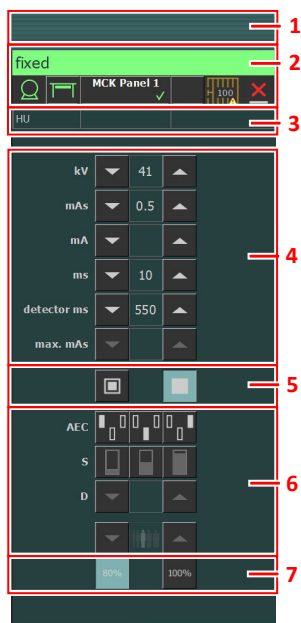 1
fixed
2
MCK Panel 1
100
HU
3
kV 41
mAs 0.5
mA
4
ms 10
detector ms 550
max. mAs
5
AEC
S
6
D
80% 100%
7